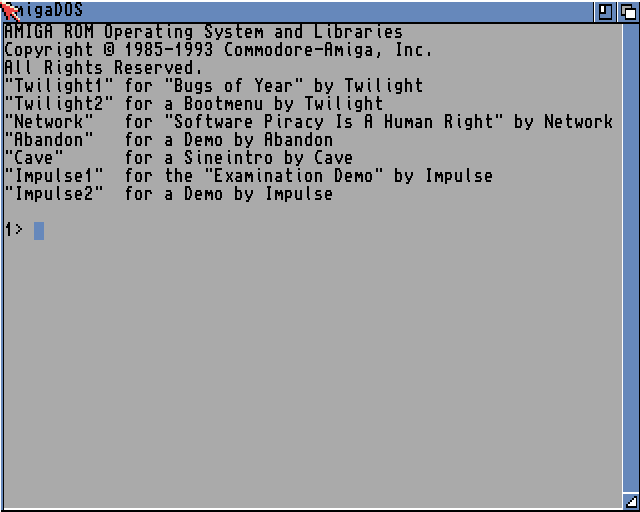 AmigaDOS
AMIGA ROM Operating System and Libraries
Copyright © 1985-1993 Commodore-Amiga, Inc.
All Rights Reserved.
"Twilight1" for "Bugs of Year" by Twilight
"Twilight2" for a Bootmenu by Twilight
"Network"   for "Software Piracy Is A Human Right" by Network
"Abandon"   for a Demo by Abandon
"Cave"      for a Sineintro by Cave
"Impulse1"  for the "Examination Demo" by Impulse
"Impulse2"  for a Demo by Impulse
1>